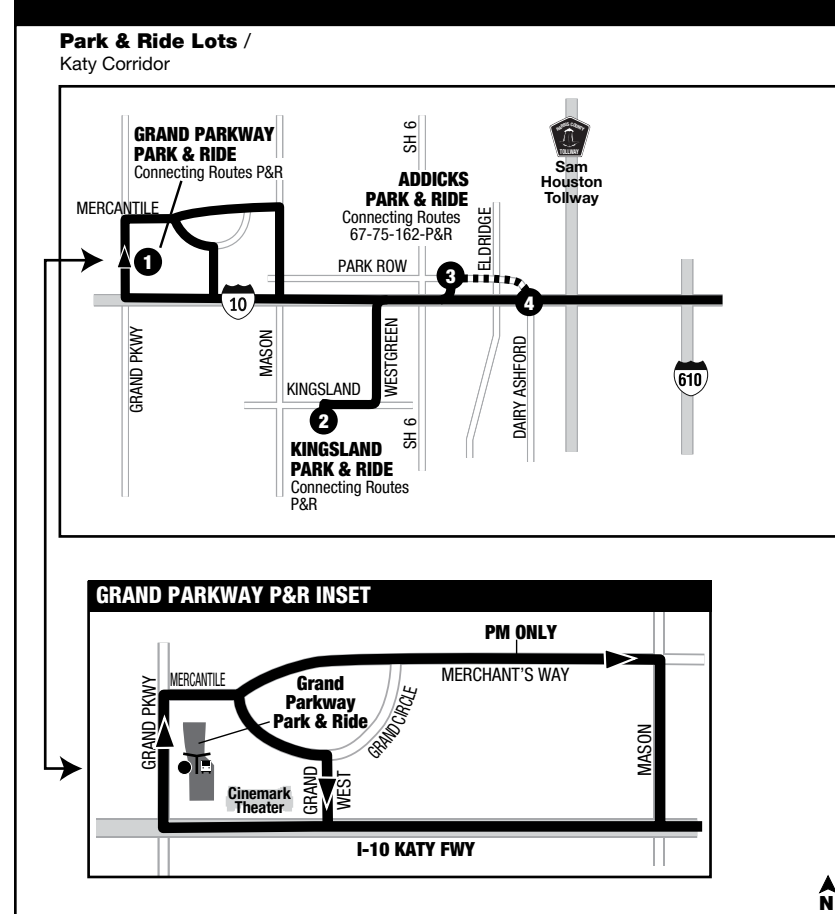 Park & Ride Lots /
Katy Corridor
GRAND PARKWAY
PARK & RIDE
Connecting Routes P&R
MERCANTILE
1
SH 6
ADDICKS
PARK & RIDE
Connecting Routes
67-75-162-P&R
HARRIS COUNTY
TOLLWAY
Sam
Houston
Tollway
PARK ROW
3
ELDRIDGE
10
4
GRAND PKWY
MASON
WESTGREEN
DAIRY ASHFORD
610
KINGSLAND
2
SH 6
KINGSLAND
PARK & RIDE
Connecting Routes
P&R
GRAND PARKWAY P&R INSET
PM ONLY
MERCHANT'S WAY
MERCANTILE
GRAND PKWY
Grand
Parkway
Park & Ride
GRAND CIRCLE
MASON
Cinemark
Theater
GRAND
WEST
I-10 KATY FWY
N